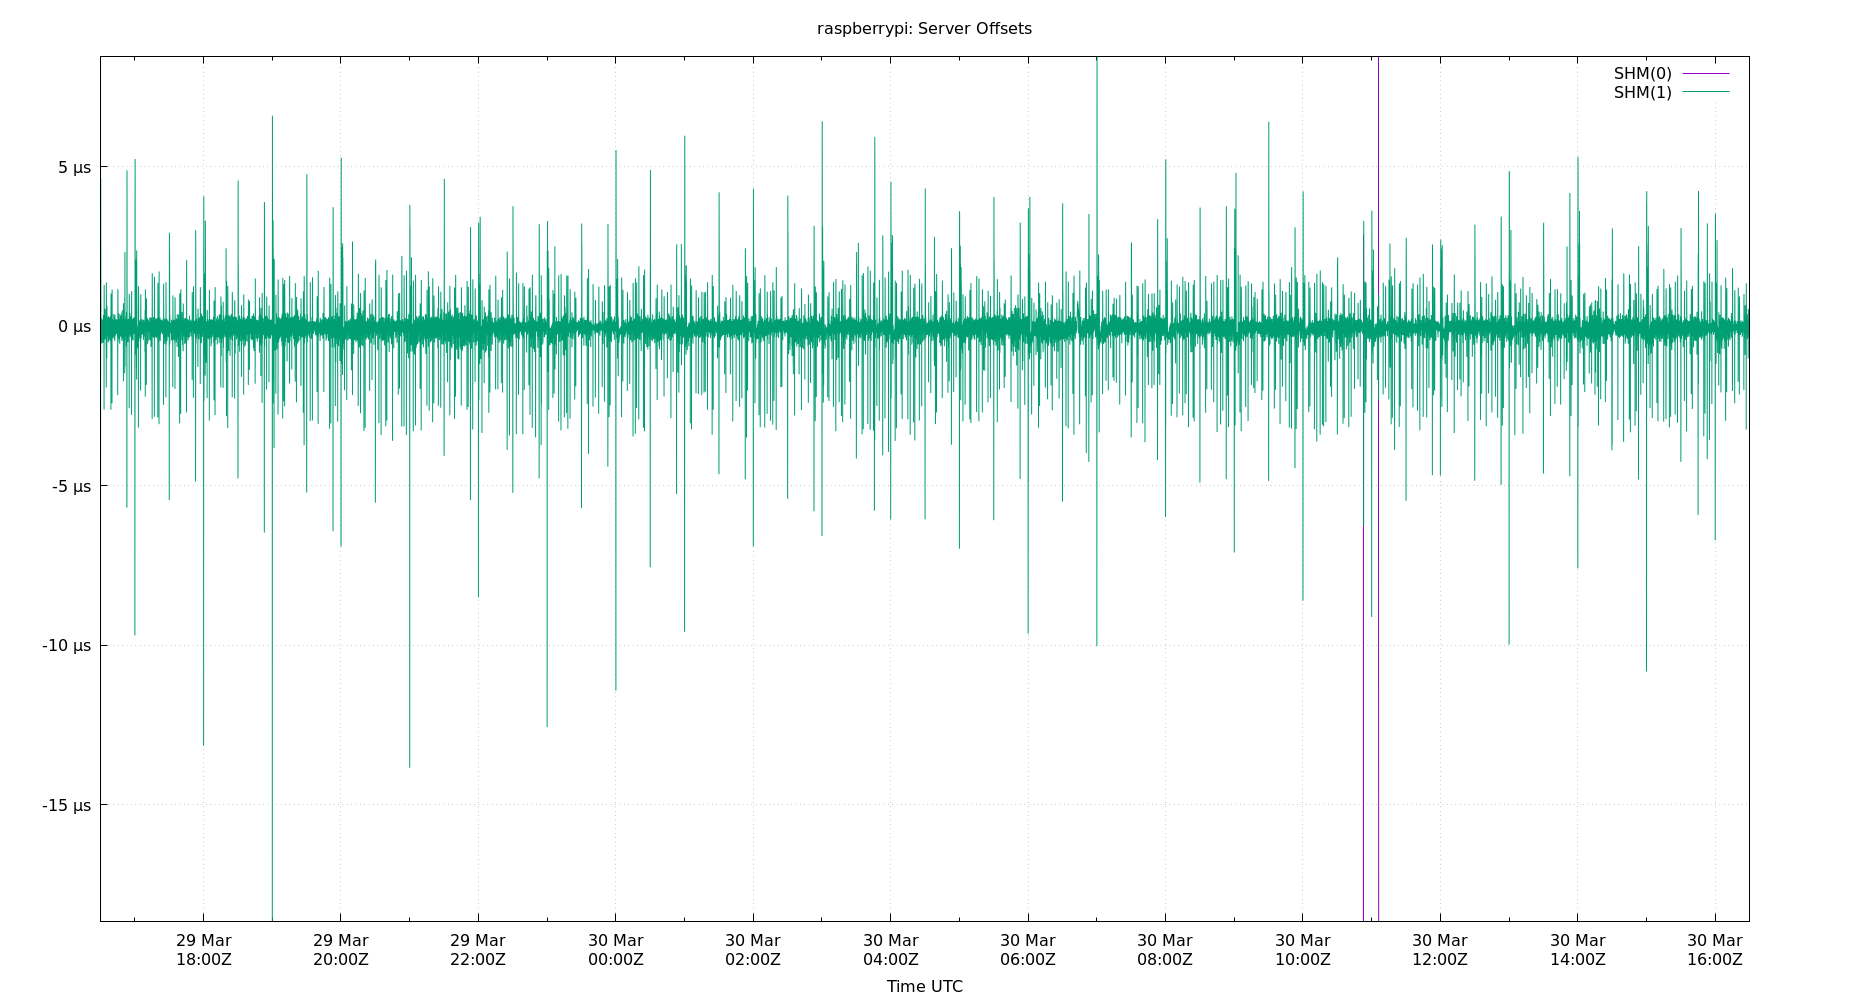 raspberrypi: Server Offsets
SHM(0)
SHM(1)
5 µs
0 µs
-5 µs
-10 µs
-15 µs
29 Mar 29 Mar 29 Mar 30 Mar 30 Mar 30 Mar 30 Mar 30 Mar 30 Mar 30 Mar 30 Mar 30 Mar
18:00Z 20:00Z 22:00Z 00:00Z 02:00Z 04:00Z 06:00Z 08:00Z 10:00Z 12:00Z 14:00Z 16:00Z
Time UTC